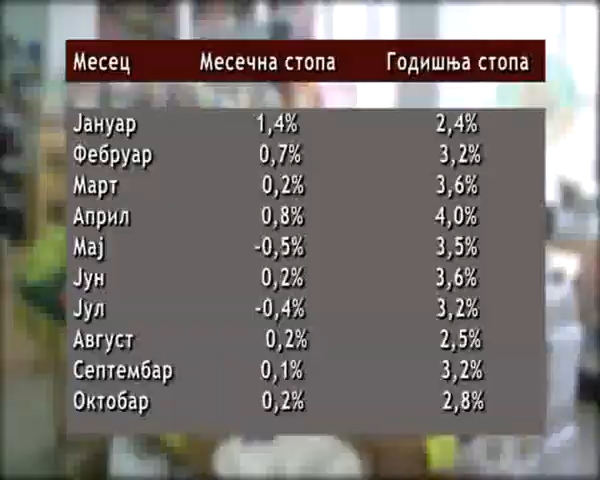 Месец Месечна стопа Годишња стопа
Јануар 1,4% 2,4%
Фебруар 0,7% 3,2%
Март 0,2% 3,6%
Април 0,8% 4,0%
Мај -0,5% 3,5%
Јун 0,2% 3,6%
Јул -0,4% 3,2%
Август 0,2% 2,5%
Септембар 0,1% 3,2%
Октобар 0,2% 2,8%